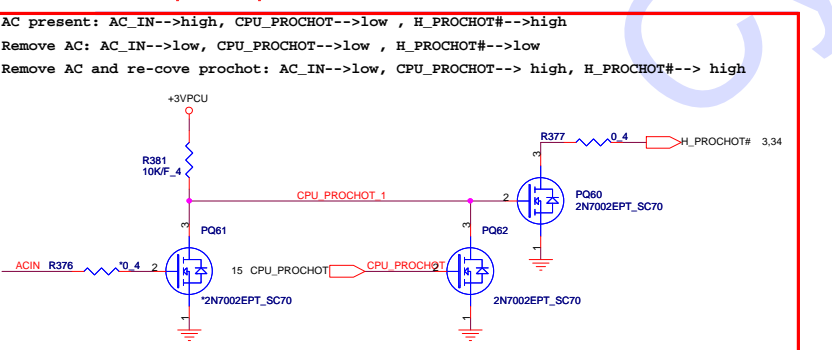 AC present: AC_IN-->high, CPU_PROCHOT-->low , H_PROCHOT#-->high
Remove AC: AC_IN-->low, CPU_PROCHOT-->low , H_PROCHOT#-->low
Remove AC and re-cove prochot: AC_IN-->low, CPU_PROCHOT--> high, H_PROCHOT#--> high
+3VPCU
R377 0_4 H_PROCHOT# 3,34
3
R381
10K/F_4
CPU_PROCHOT_1 2
PQ60
2N7002EPT_SC70
3 PQ61 3 PQ62 1
ACIN R376 *0_4 2 15 CPU_PROCHOT CPU_PROCHOT 2
*2N7002EPT_SC70 2N7002EPT_SC70
1 1